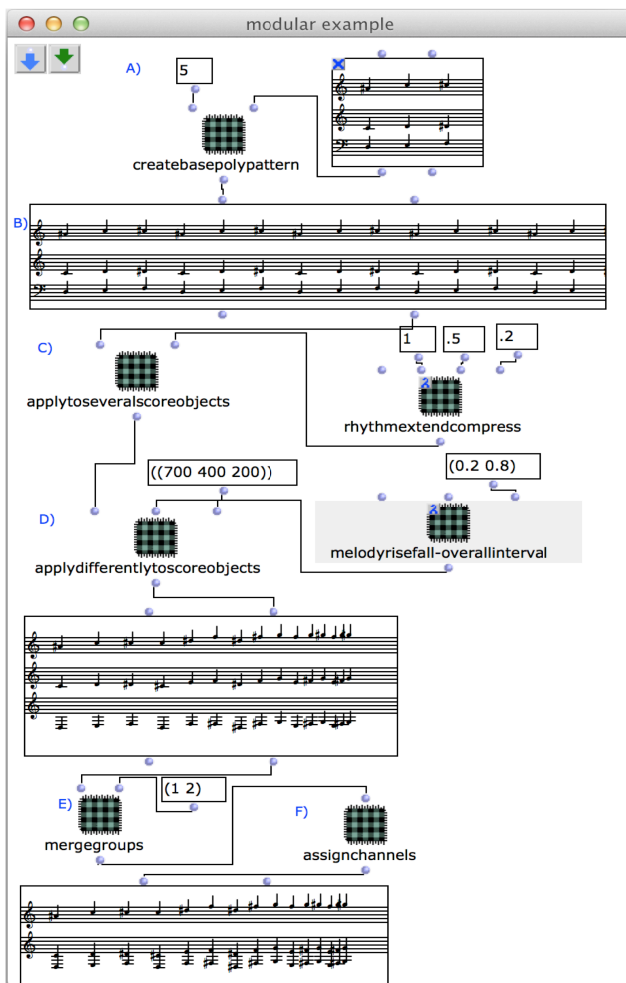 modular example
A)
5
createbasepolypattern
B)
C)
1
.5
.2
applytoseveralscoreobjects
rhythmextendcompress
((700 400 200))
(0.2 0.8)
D)
melodyrisefall-overallinterval
applydifferentlytoscoreobjects
(1 2)
E)
F)
mergegroups
assignchannels